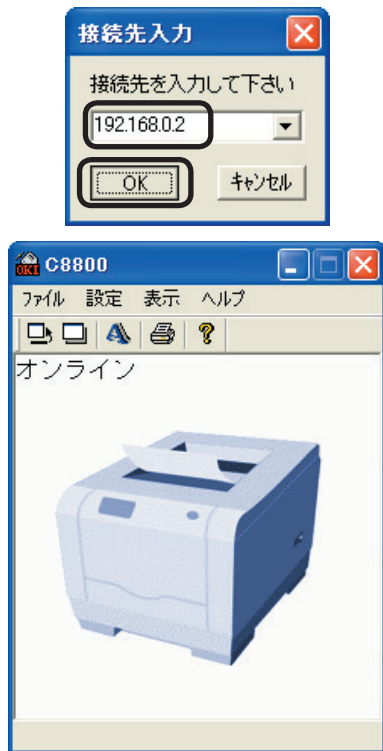 接続先入力
接続先を入力して下さい
192.168.0.2
OK
キャンセル
OKI C8800
ファイル 設定 表示 ヘルプ
オンライン